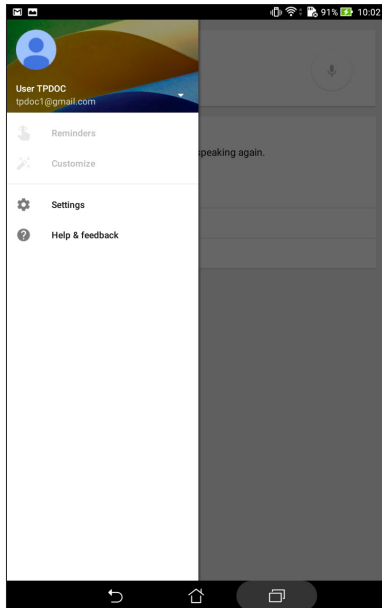 91% 10:02
User TPDOC
tpdoc1@gmail.com
Reminders
speaking again.
Customize
Settings
Help & feedback